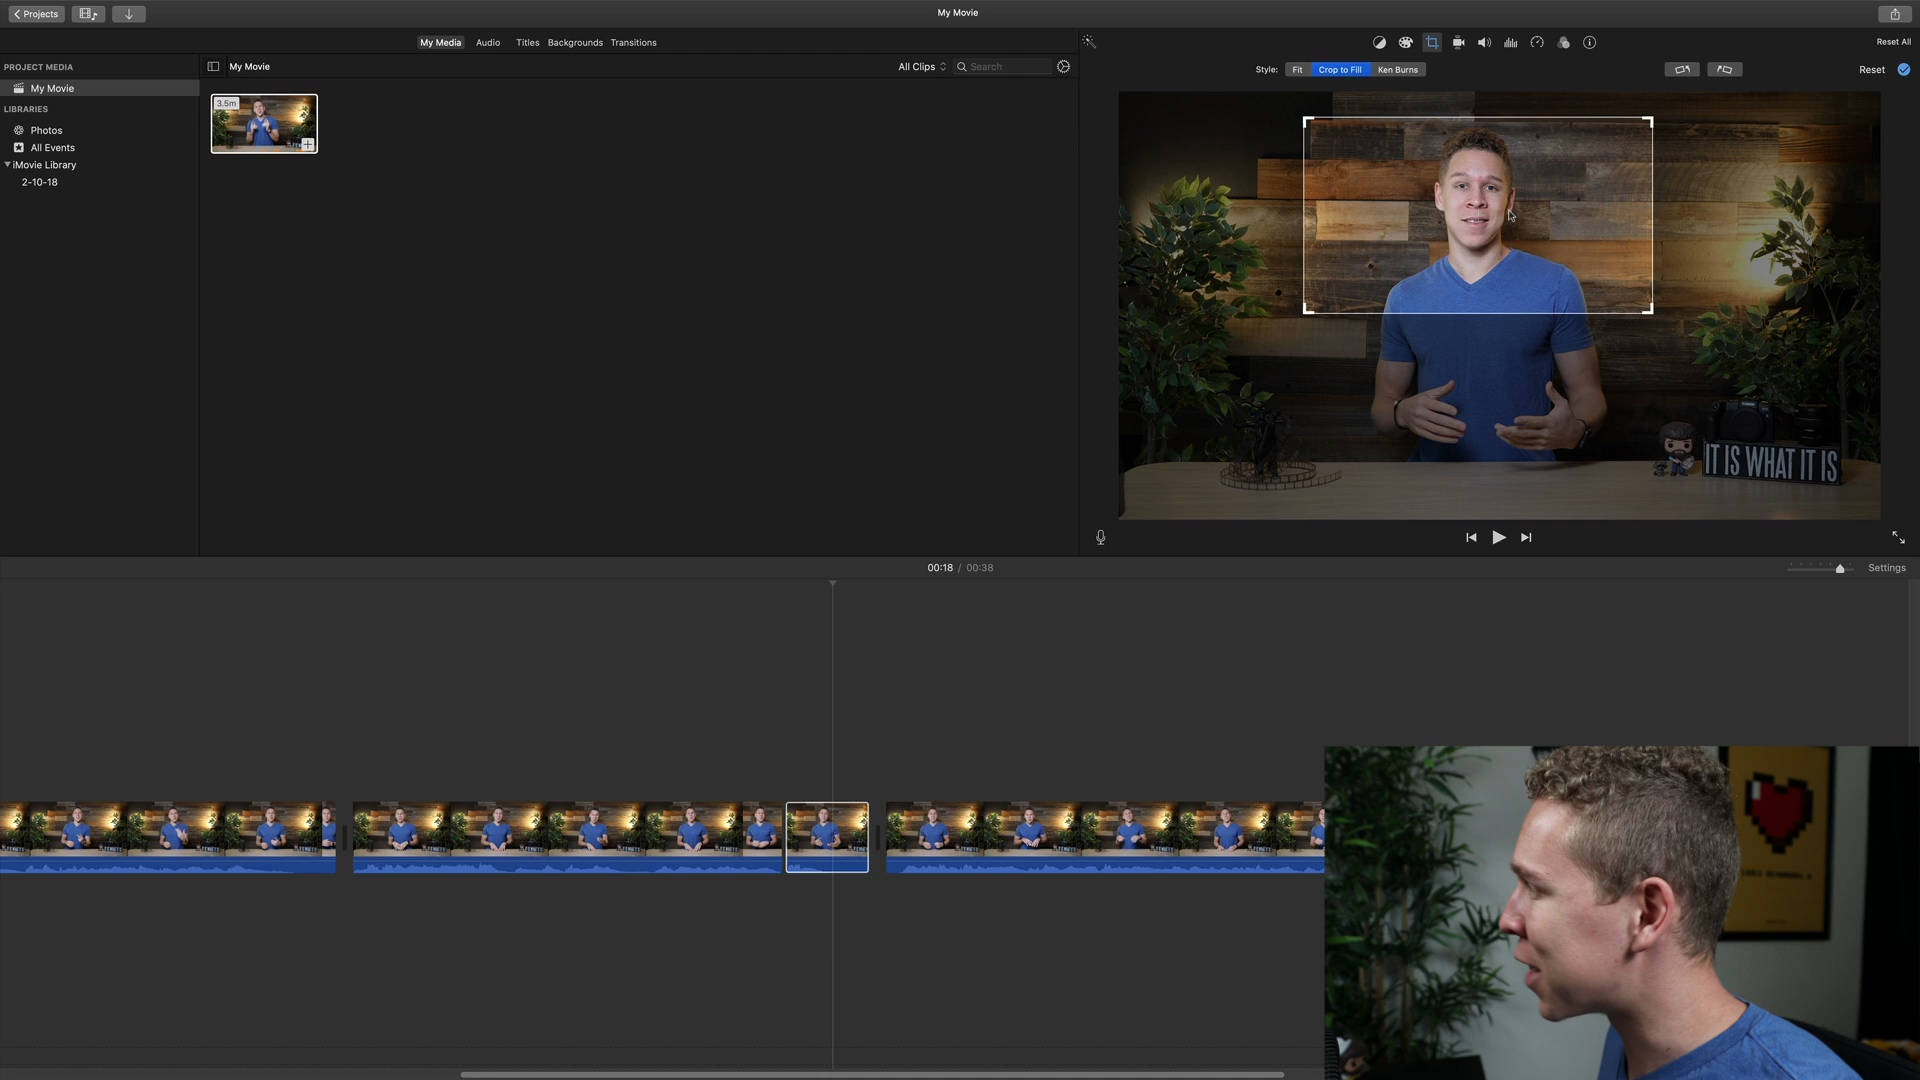 Projects
My Movie
My Media Audio Titles Backgrounds Transitions
Reset All
PROJECT MEDIA
My Movie
All Clips
Search
Style: Fit Crop to Fill Ken Burns
Reset
My Movie
LIBRARIES
3.5m
Photos
All Events
iMovie Library
2-10-18
IT IS WHAT IT IS
00:18 / 00:38
Settings